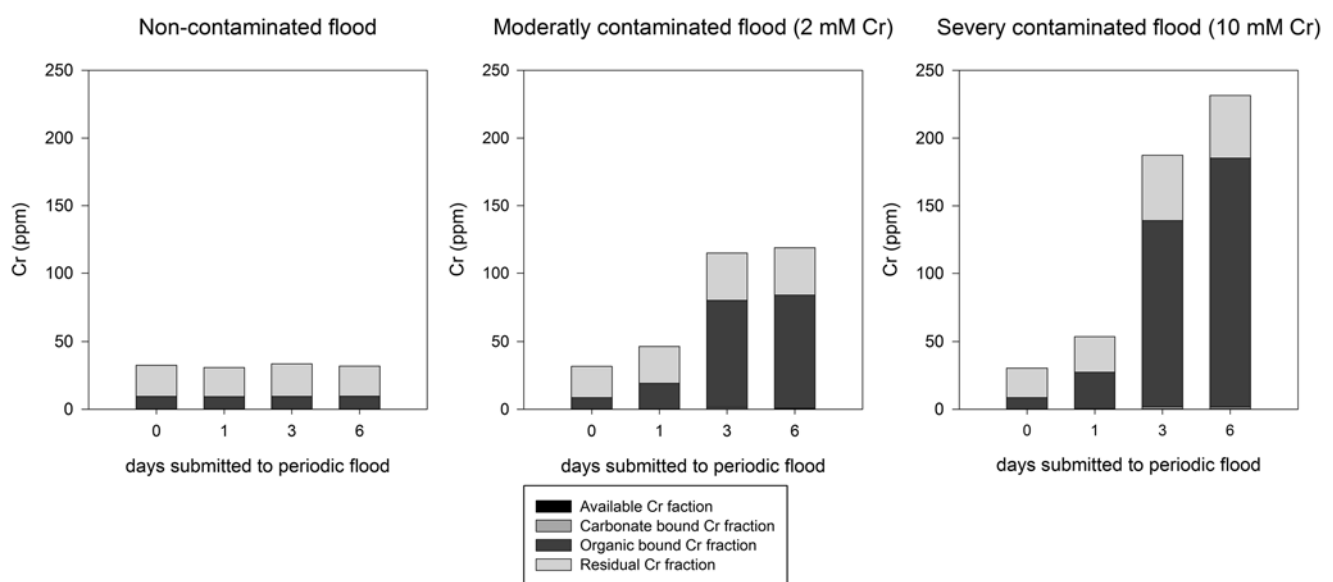 Non-contaminated flood
Moderatly contaminated flood (2 mM Cr)
Severy contaminated flood (10 mM Cr)
250
200
150
100
50
0
Cr (ppm)
0 1 3 6
days submitted to periodic flood
250
200
150
100
50
0
Cr (ppm)
0 1 3 6
days submitted to periodic flood
250
200
150
100
50
0
Cr (ppm)
0 1 3 6
days submitted to periodic flood
Available Cr faction
Carbonate bound Cr fraction
Organic bound Cr fraction
Residual Cr fraction